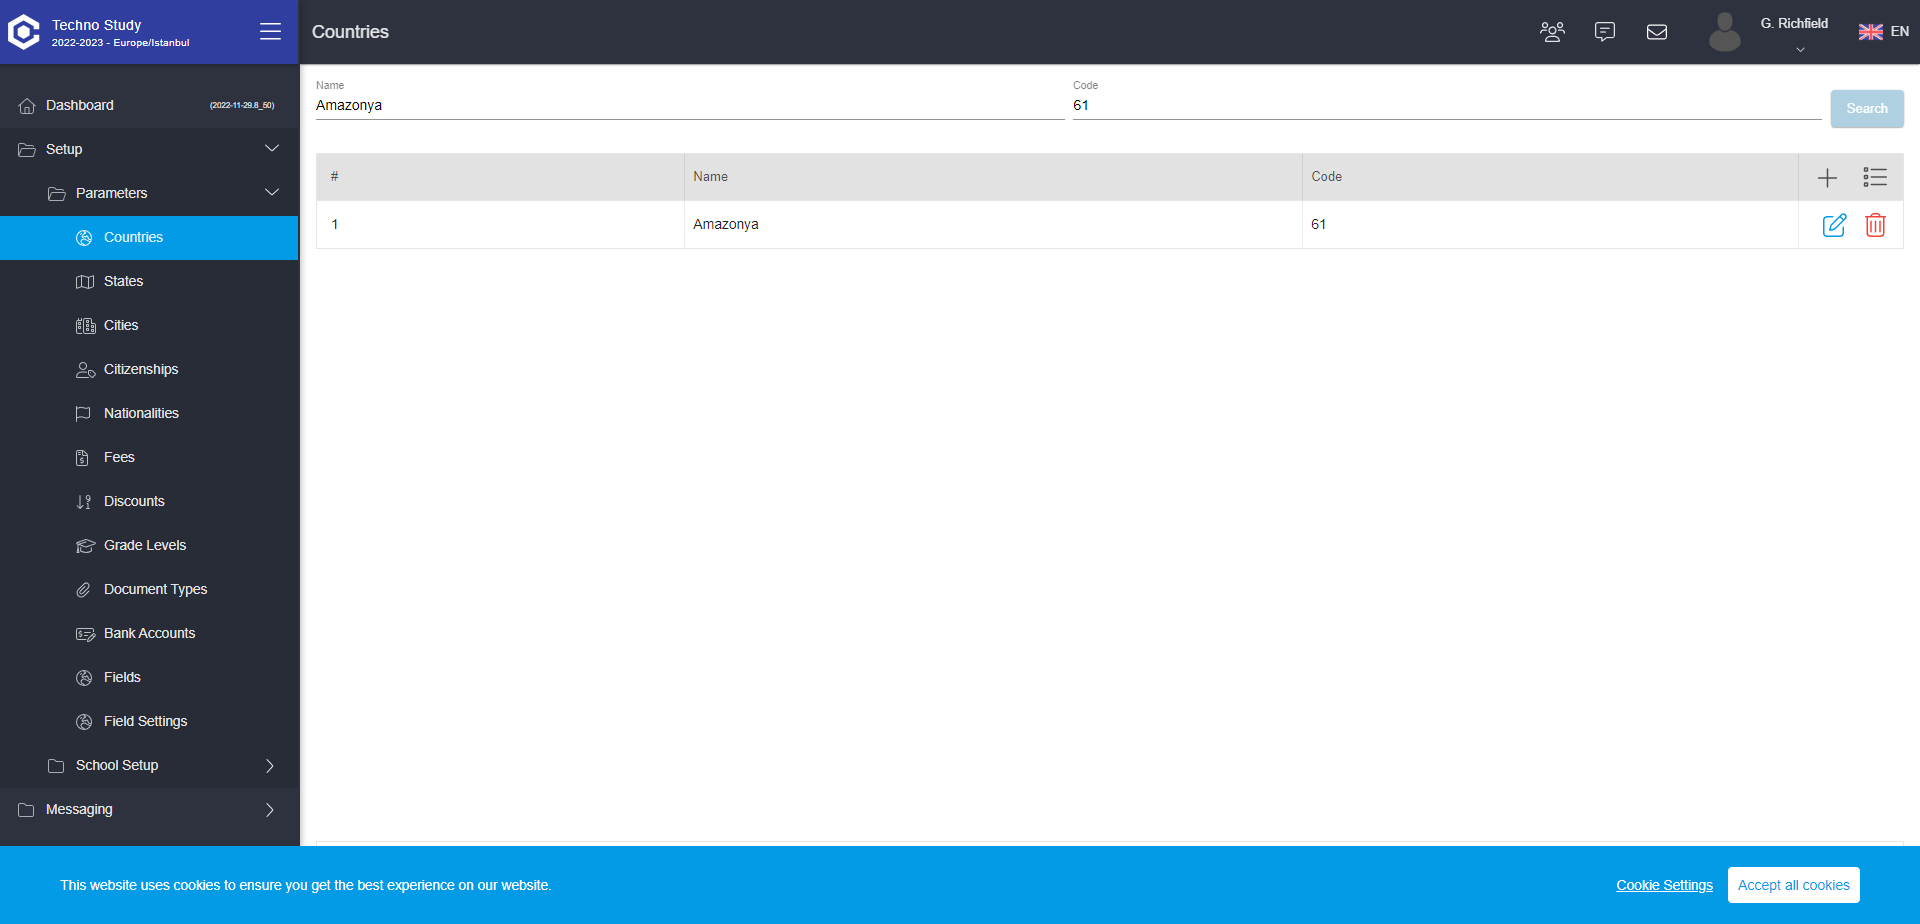 Techno Study
2022-2023 - Europe/Istanbul
Countries
G. Richfield
EN
Dashboard
(2022-11-29.8_50)
Setup
Parameters
Countries
States
Cities
Citizenships
Nationalities
Fees
Discounts
Grade Levels
Document Types
Bank Accounts
Fields
Field Settings
School Setup
Messaging
Name
Amazonya
Code
61
Search
# Name Code
1 Amazonya 61
This website uses cookies to ensure you get the best experience on our website.
Cookie Settings
Accept all cookies